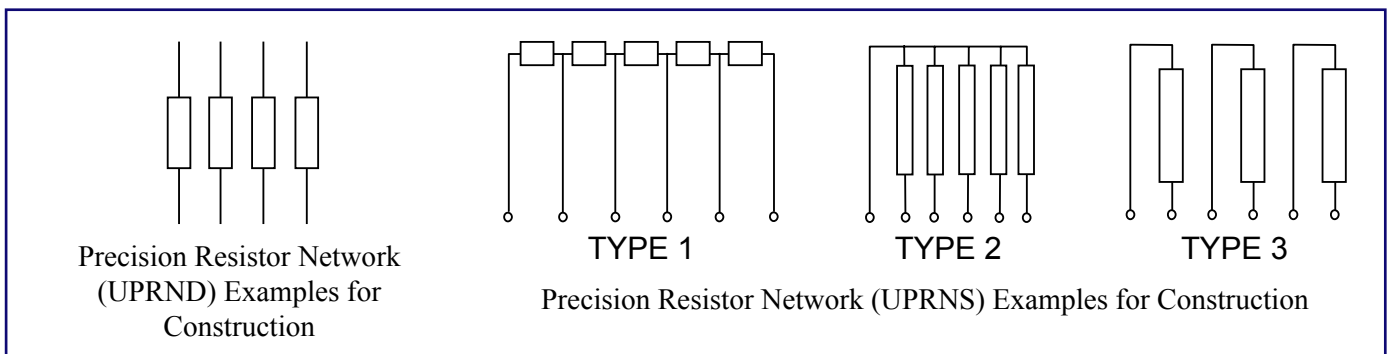 Precision Resistor Network
(UPRND) Examples for
Construction
TYPE 1
TYPE 2
TYPE 3
Precision Resistor Network (UPRNS) Examples for Construction